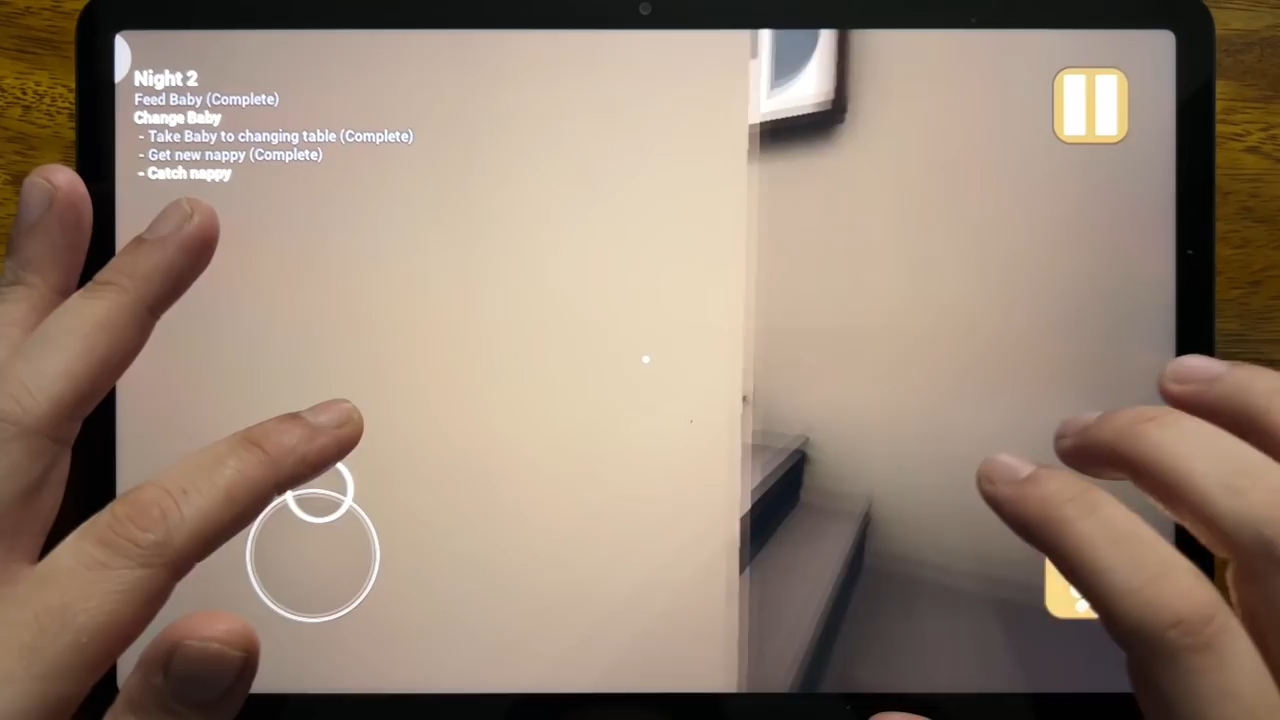 Night 2
Feed Baby (Complete)
Change Baby
- Take Baby to changing table (Complete)
- Get new nappy (Complete)
- Catch nappy